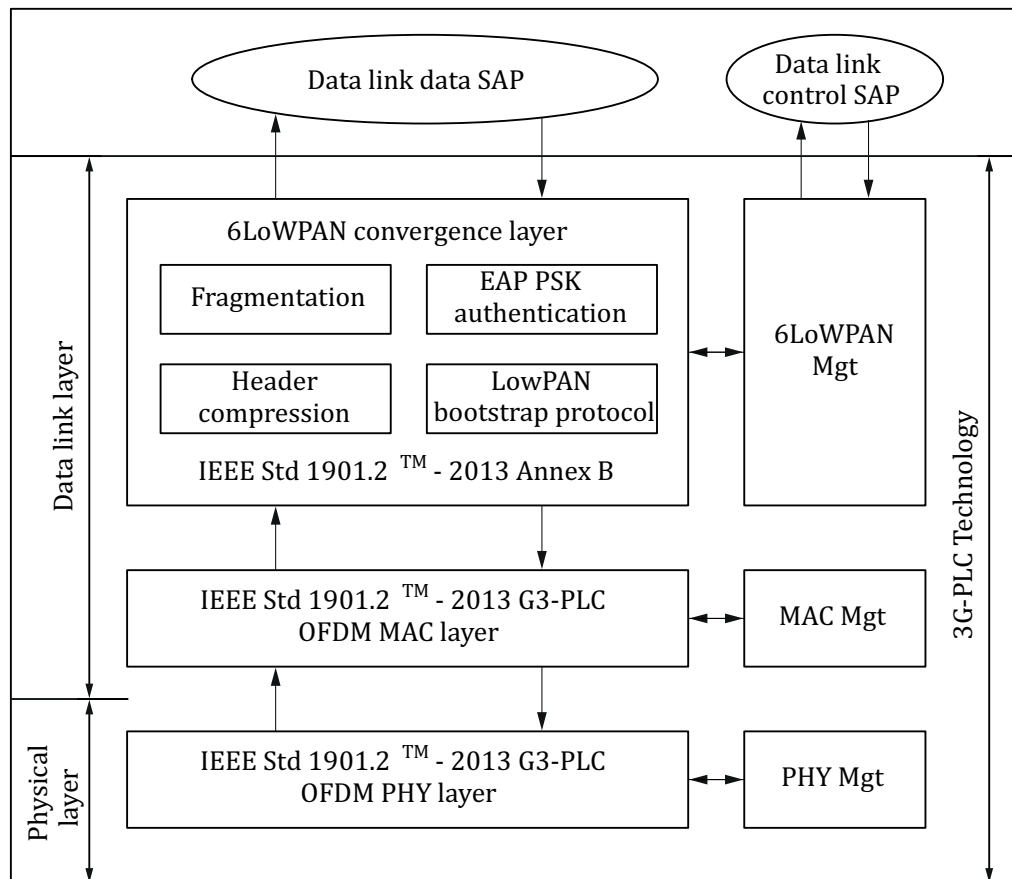 Data link data SAP
Data link
control SAP
6LoWPAN convergence layer
Fragmentation
EAP PSK
authentication
Header
compression
LowPAN
bootstrap protocol
IEEE Std 1901.2 ™ - 2013 Annex B
6LoWPAN
Mgt
IEEE Std 1901.2 ™ - 2013 G3-PLC
OFDM MAC layer
MAC Mgt
IEEE Std 1901.2 ™ - 2013 G3-PLC
OFDM PHY layer
PHY Mgt
Data link layer
Physical
layer
3G-PLC Technology